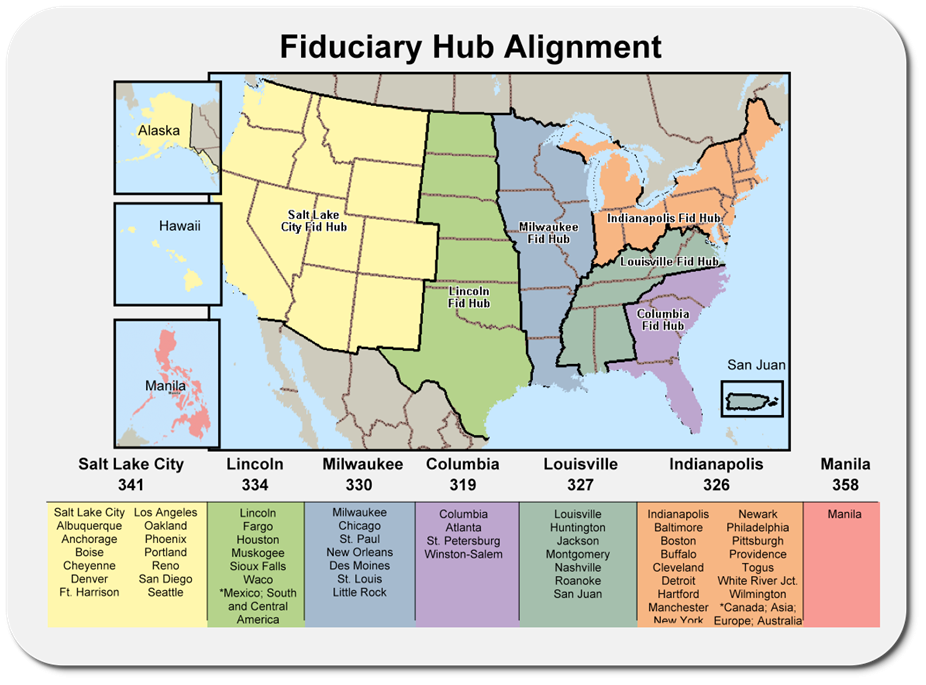 Fiduciary Hub Alignment
Alaska
Hawaii
Manila
Salt Lake
City Fid Hub
Lincoln
Fid Hub
Milwaukee
Fid Hub
Indianapolis Fid Hub
Louisville Fid Hub
Columbia
Fid Hub
San Juan
Salt Lake City
341
Salt Lake City
Albuquerque
Anchorage
Boise
Cheyenne
Denver
Ft. Harrison
Los Angeles
Oakland
Phoenix
Portland
Reno
San Diego
Seattle
Lincoln
334
Lincoln
Fargo
Houston
Muskogee
Sioux Falls
Waco
*Mexico; South
and Central
America
Milwaukee
330
Milwaukee
Chicago
St. Paul
New Orleans
Des Moines
St. Louis
Little Rock
Columbia
319
Columbia
Atlanta
St. Petersburg
Winston-Salem
Louisville
327
Louisville
Huntington
Jackson
Montgomery
Nashville
Roanoke
San Juan
Indianapolis
326
Indianapolis
Baltimore
Boston
Buffalo
Cleveland
Detroit
Hartford
Manchester
New York
Newark
Philadelphia
Pittsburgh
Providence
Togus
White River Jct.
Wilmington
*Canada; Asia;
Europe; Australia
Manila
358
Manila